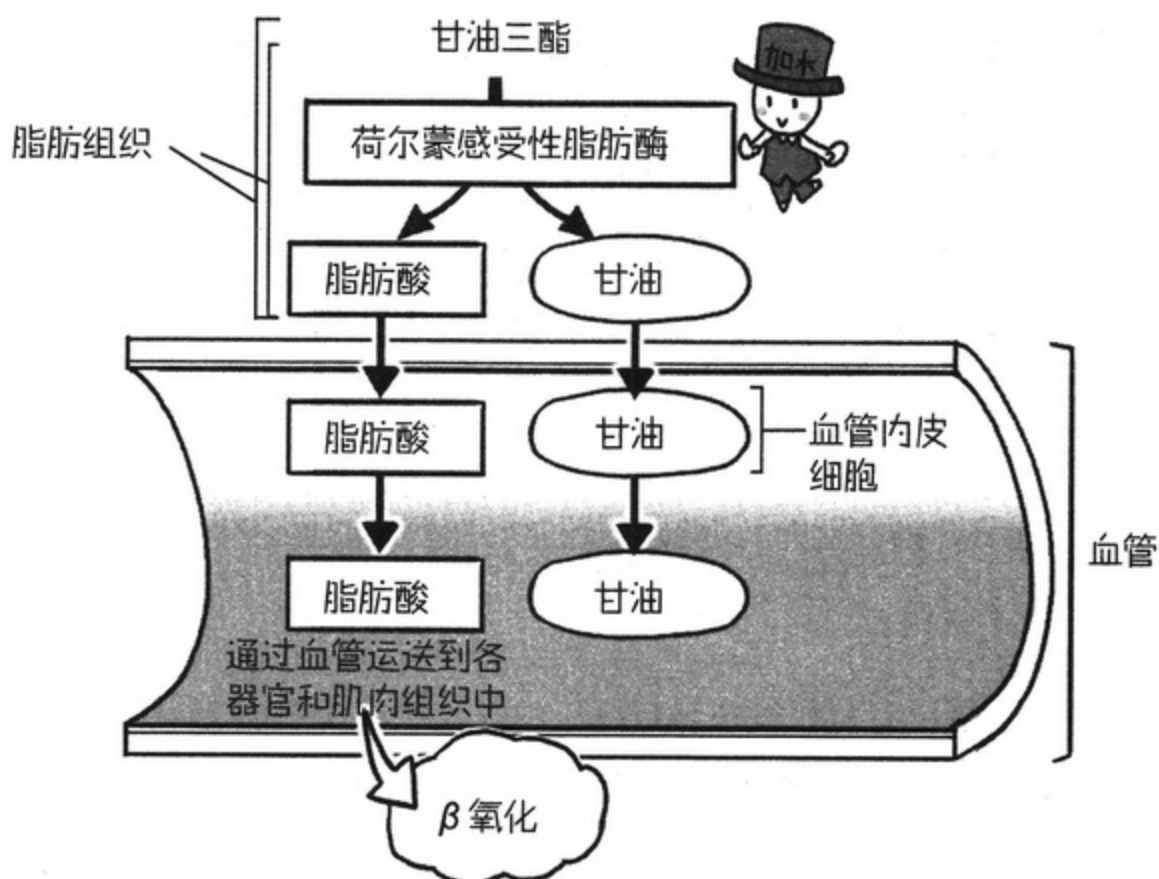 甘油三酯
加水
脂肪组织
荷尔蒙感受性脂肪酶
脂肪酸
甘油
脂肪酸
甘油
血管内皮
细胞
血管
脂肪酸
甘油
通过血管运送到各
器官和肌肉组织中
β氧化